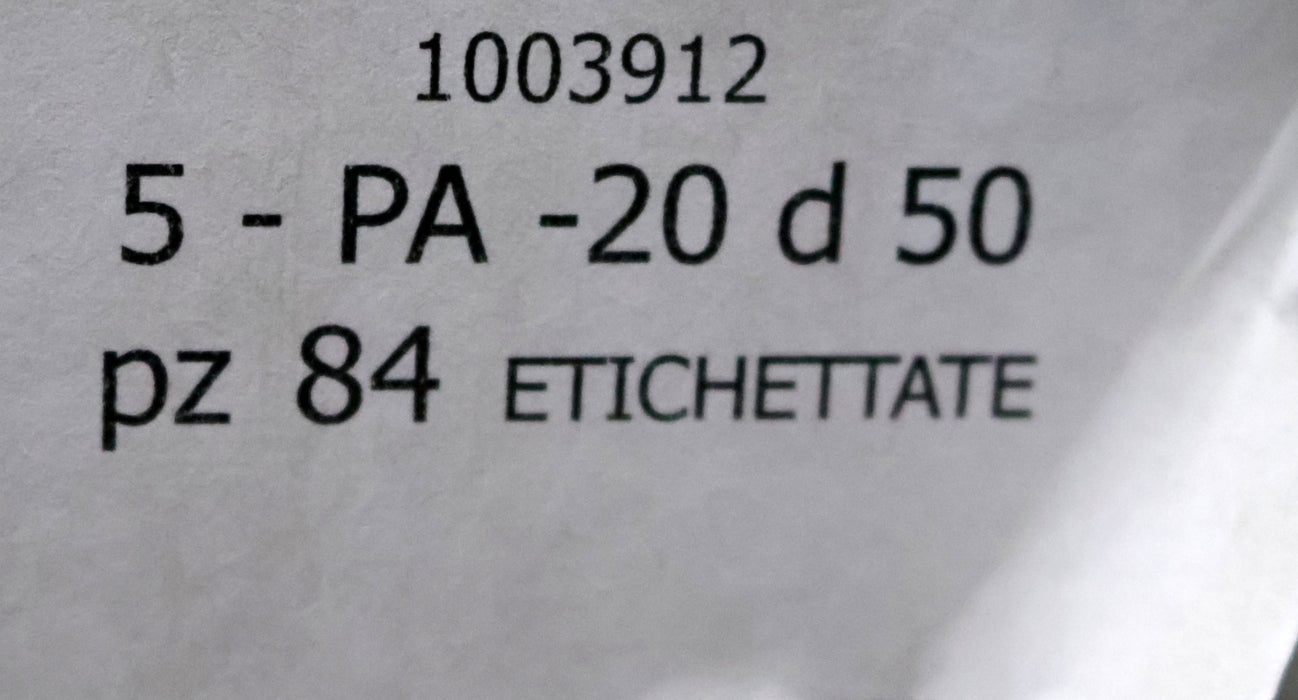 1003912
5 - PA -20 d 50
pz 84 ETICHETTATE